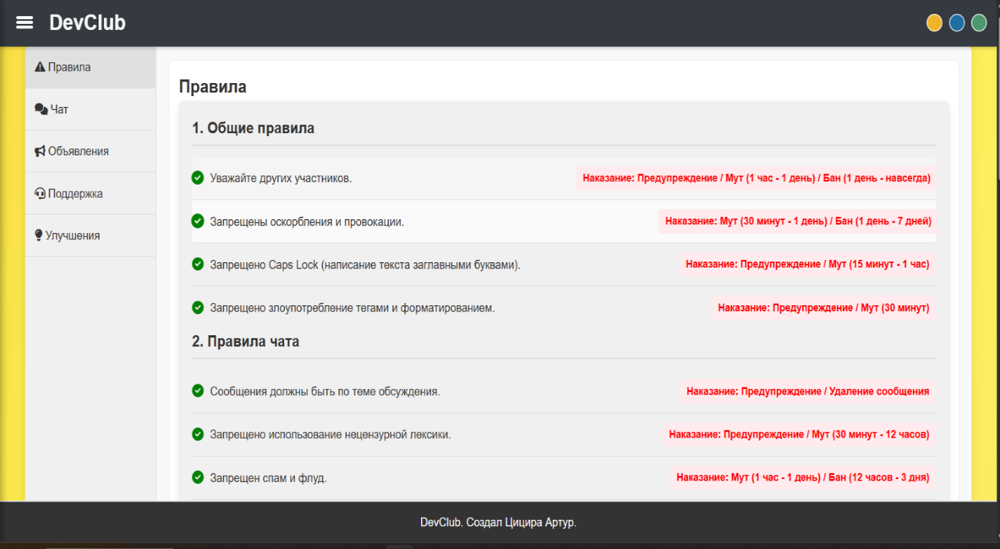 DevClub
Правила
Чат
Объявления
Поддержка
Улучшения
Правила
1. Общие правила
Уважайте других участников. Наказание: Предупреждение / Мут (1 час - 1 день) / Бан (1 день - навсегда)
Запрещены оскорбления и провокации. Наказание: Мут (30 минут - 1 день) / Бан (1 день - 7 дней)
Запрещено Caps Lock (написание текста заглавными буквами). Наказание: Предупреждение / Мут (15 минут - 1 час)
Запрещено злоупотребление тегами и форматированием. Наказание: Предупреждение / Мут (30 минут)
2. Правила чата
Сообщения должны быть по теме обсуждения. Наказание: Предупреждение / Удаление сообщения
Запрещено использование нецензурной лексики. Наказание: Предупреждение / Мут (30 минут - 12 часов)
Запрещен спам и флуд. Наказание: Мут (1 час - 1 день) / Бан (12 часов - 3 дня)
DevClub. Создал Цицира Артур.